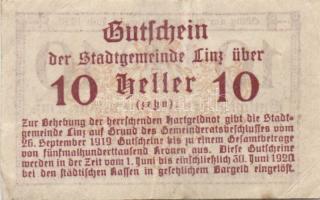 Gutschein
der Stadtgemeinde Linz über
10 Heller 10
(zehn).
Zur Behebung der herrschenden Hartgeldnot gibt die Stadt-
gemeinde Linz auf Grund des Gemeinderatsbeschlusses vom
26. September 1919 Gutscheine bis zu einem Gesamtbetrage
von fünfmalhunderttausend Kronen aus. Diese Gutscheine
werden in der Zeit vom 1. Juni bis einschließlich 30. Juni 1920
bei den städtischen Kassen in gesetzlichem Bargeld eingelöst.